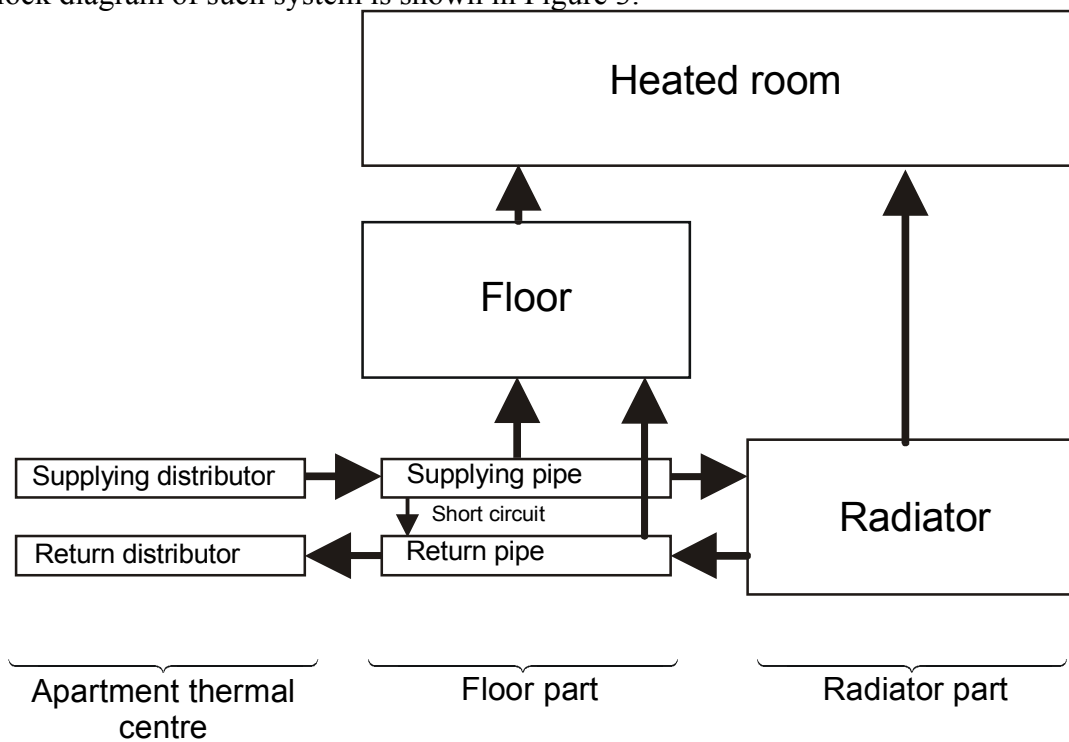 lock diagram of such system is shown in Figure 3.
Heated room
Floor
Supplying distributor
Supplying pipe
Short circuit
Radiator
Return distributor
Return pipe
Apartment thermal
centre
Floor part
Radiator part